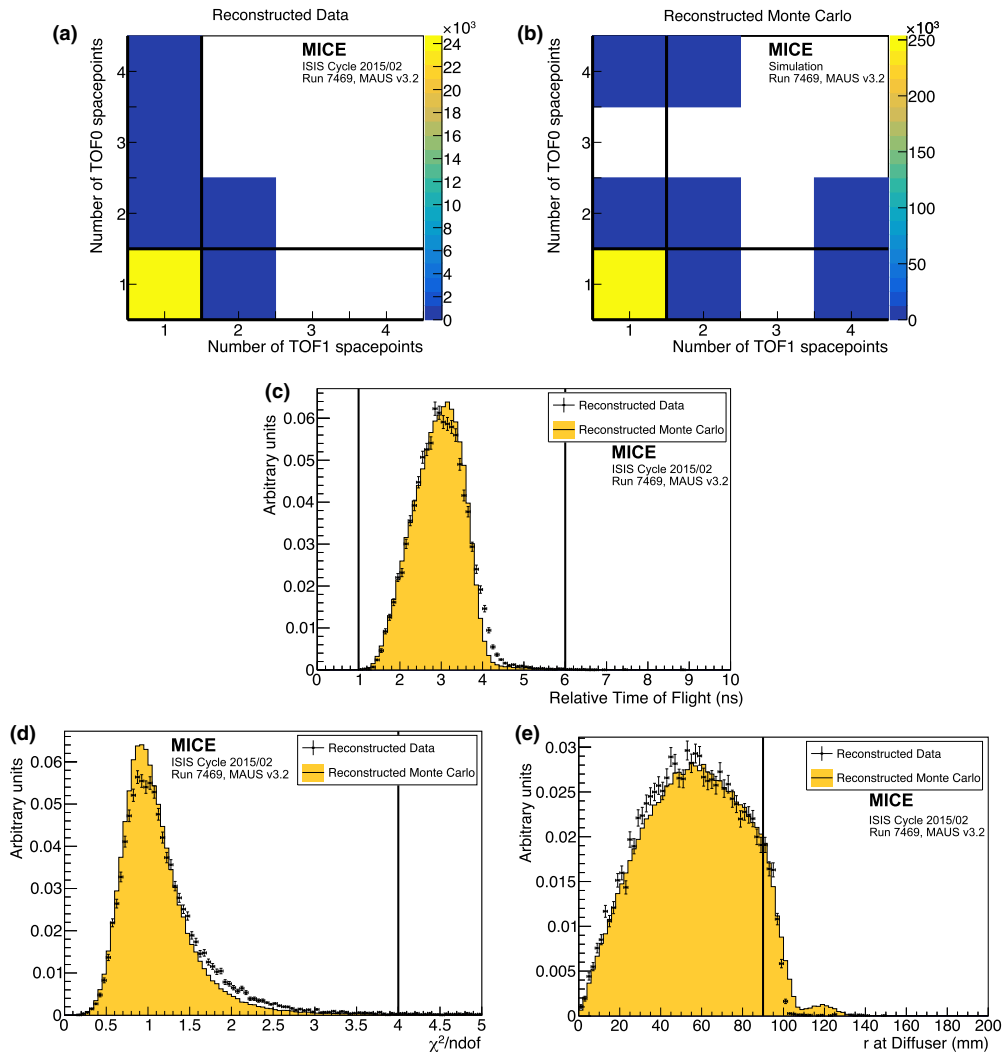 (a)
Reconstructed Data
×10³
MICE
ISIS Cycle 2015/02
Run 7469, MAUS v3.2
Number of TOF0 spacepoints
4
3
2
1
1 2 3 4
Number of TOF1 spacepoints
24
22
20
18
16
14
12
10
8
6
4
2
0
(b)
Reconstructed Monte Carlo
×10³
MICE
Simulation
Run 7469, MAUS v3.2
Number of TOF0 spacepoints
4
3
2
1
1 2 3 4
Number of TOF1 spacepoints
250
200
150
100
50
0
(c)
Reconstructed Data
Reconstructed Monte Carlo
MICE
ISIS Cycle 2015/02
Run 7469, MAUS v3.2
Arbitrary units
0.06
0.05
0.04
0.03
0.02
0.01
0
0 1 2 3 4 5 6 7 8 9 10
Relative Time of Flight (ns)
(d)
MICE
ISIS Cycle 2015/02
Run 7469, MAUS v3.2
Reconstructed Data
Reconstructed Monte Carlo
Arbitrary units
0.06
0.05
0.04
0.03
0.02
0.01
0
0 0.5 1 1.5 2 2.5 3 3.5 4 4.5 5
χ²/ndof
(e)
Reconstructed Data
Reconstructed Monte Carlo
MICE
ISIS Cycle 2015/02
Run 7469, MAUS v3.2
Arbitrary units
0.03
0.025
0.02
0.015
0.01
0.005
0
0 20 40 60 80 100 120 140 160 180 200
r at Diffuser (mm)